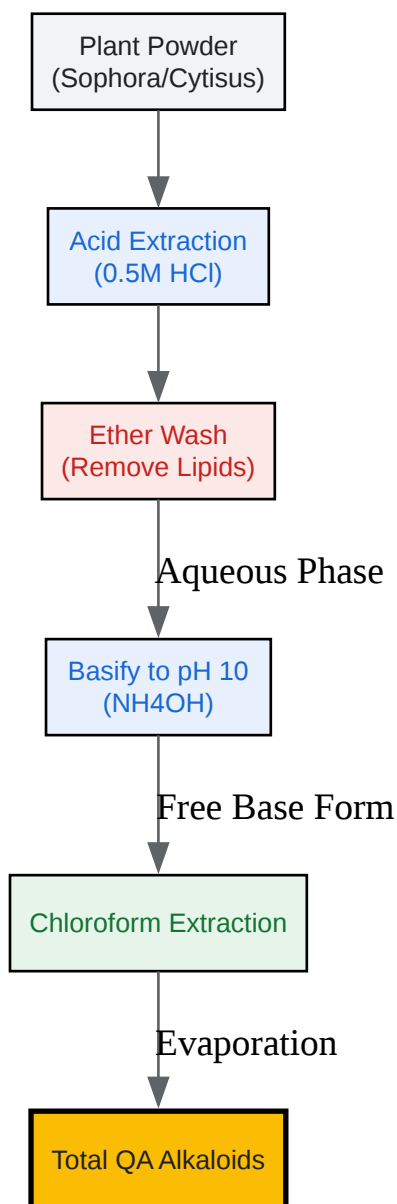 Plant Powder
(Sophora/Cytisus)
Acid Extraction
(0.5M HCl)
Ether Wash
(Remove Lipids)
Aqueous Phase
Basify to pH 10
(NH4OH)
Free Base Form
Chloroform Extraction
Evaporation
Total QA Alkaloids